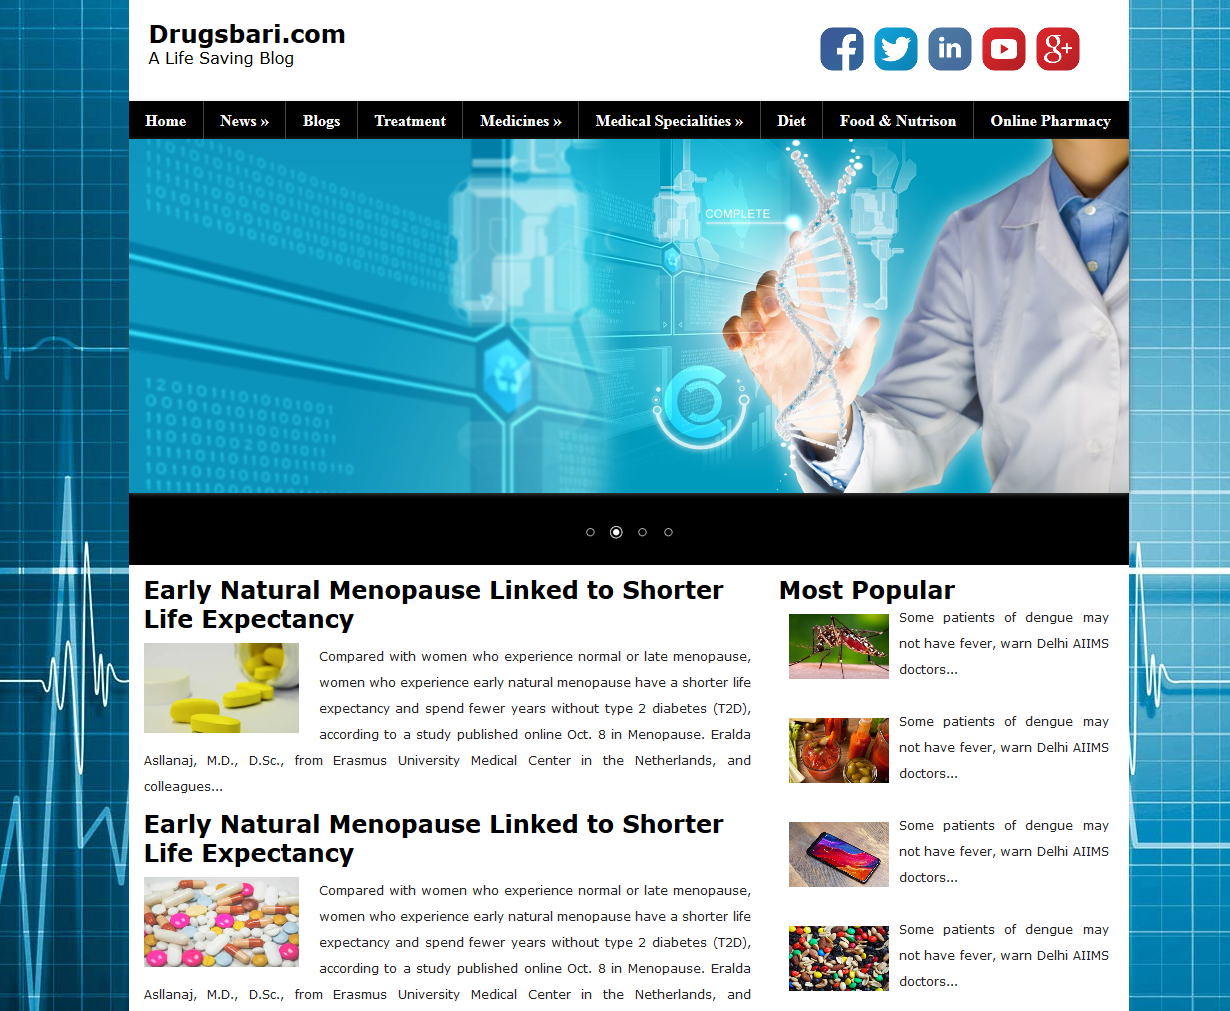 Drugsbari.com
A Life Saving Blog
Home News » Blogs Treatment Medicines » Medical Specialities » Diet Food & Nutrison Online Pharmacy
COMPLETE
Early Natural Menopause Linked to Shorter
Life Expectancy
Compared with women who experience normal or late menopause,
women who experience early natural menopause have a shorter life
expectancy and spend fewer years without type 2 diabetes (T2D),
according to a study published online Oct. 8 in Menopause. Eralda
Asllanaj, M.D., D.Sc., from Erasmus University Medical Center in the Netherlands, and
colleagues...
Early Natural Menopause Linked to Shorter
Life Expectancy
Compared with women who experience normal or late menopause,
women who experience early natural menopause have a shorter life
expectancy and spend fewer years without type 2 diabetes (T2D),
according to a study published online Oct. 8 in Menopause. Eralda
Asllanaj, M.D., D.Sc., from Erasmus University Medical Center in the Netherlands, and
Most Popular
Some patients of dengue may
not have fever, warn Delhi AIIMS
doctors...
Some patients of dengue may
not have fever, warn Delhi AIIMS
doctors...
Some patients of dengue may
not have fever, warn Delhi AIIMS
doctors...
Some patients of dengue may
not have fever, warn Delhi AIIMS
doctors...